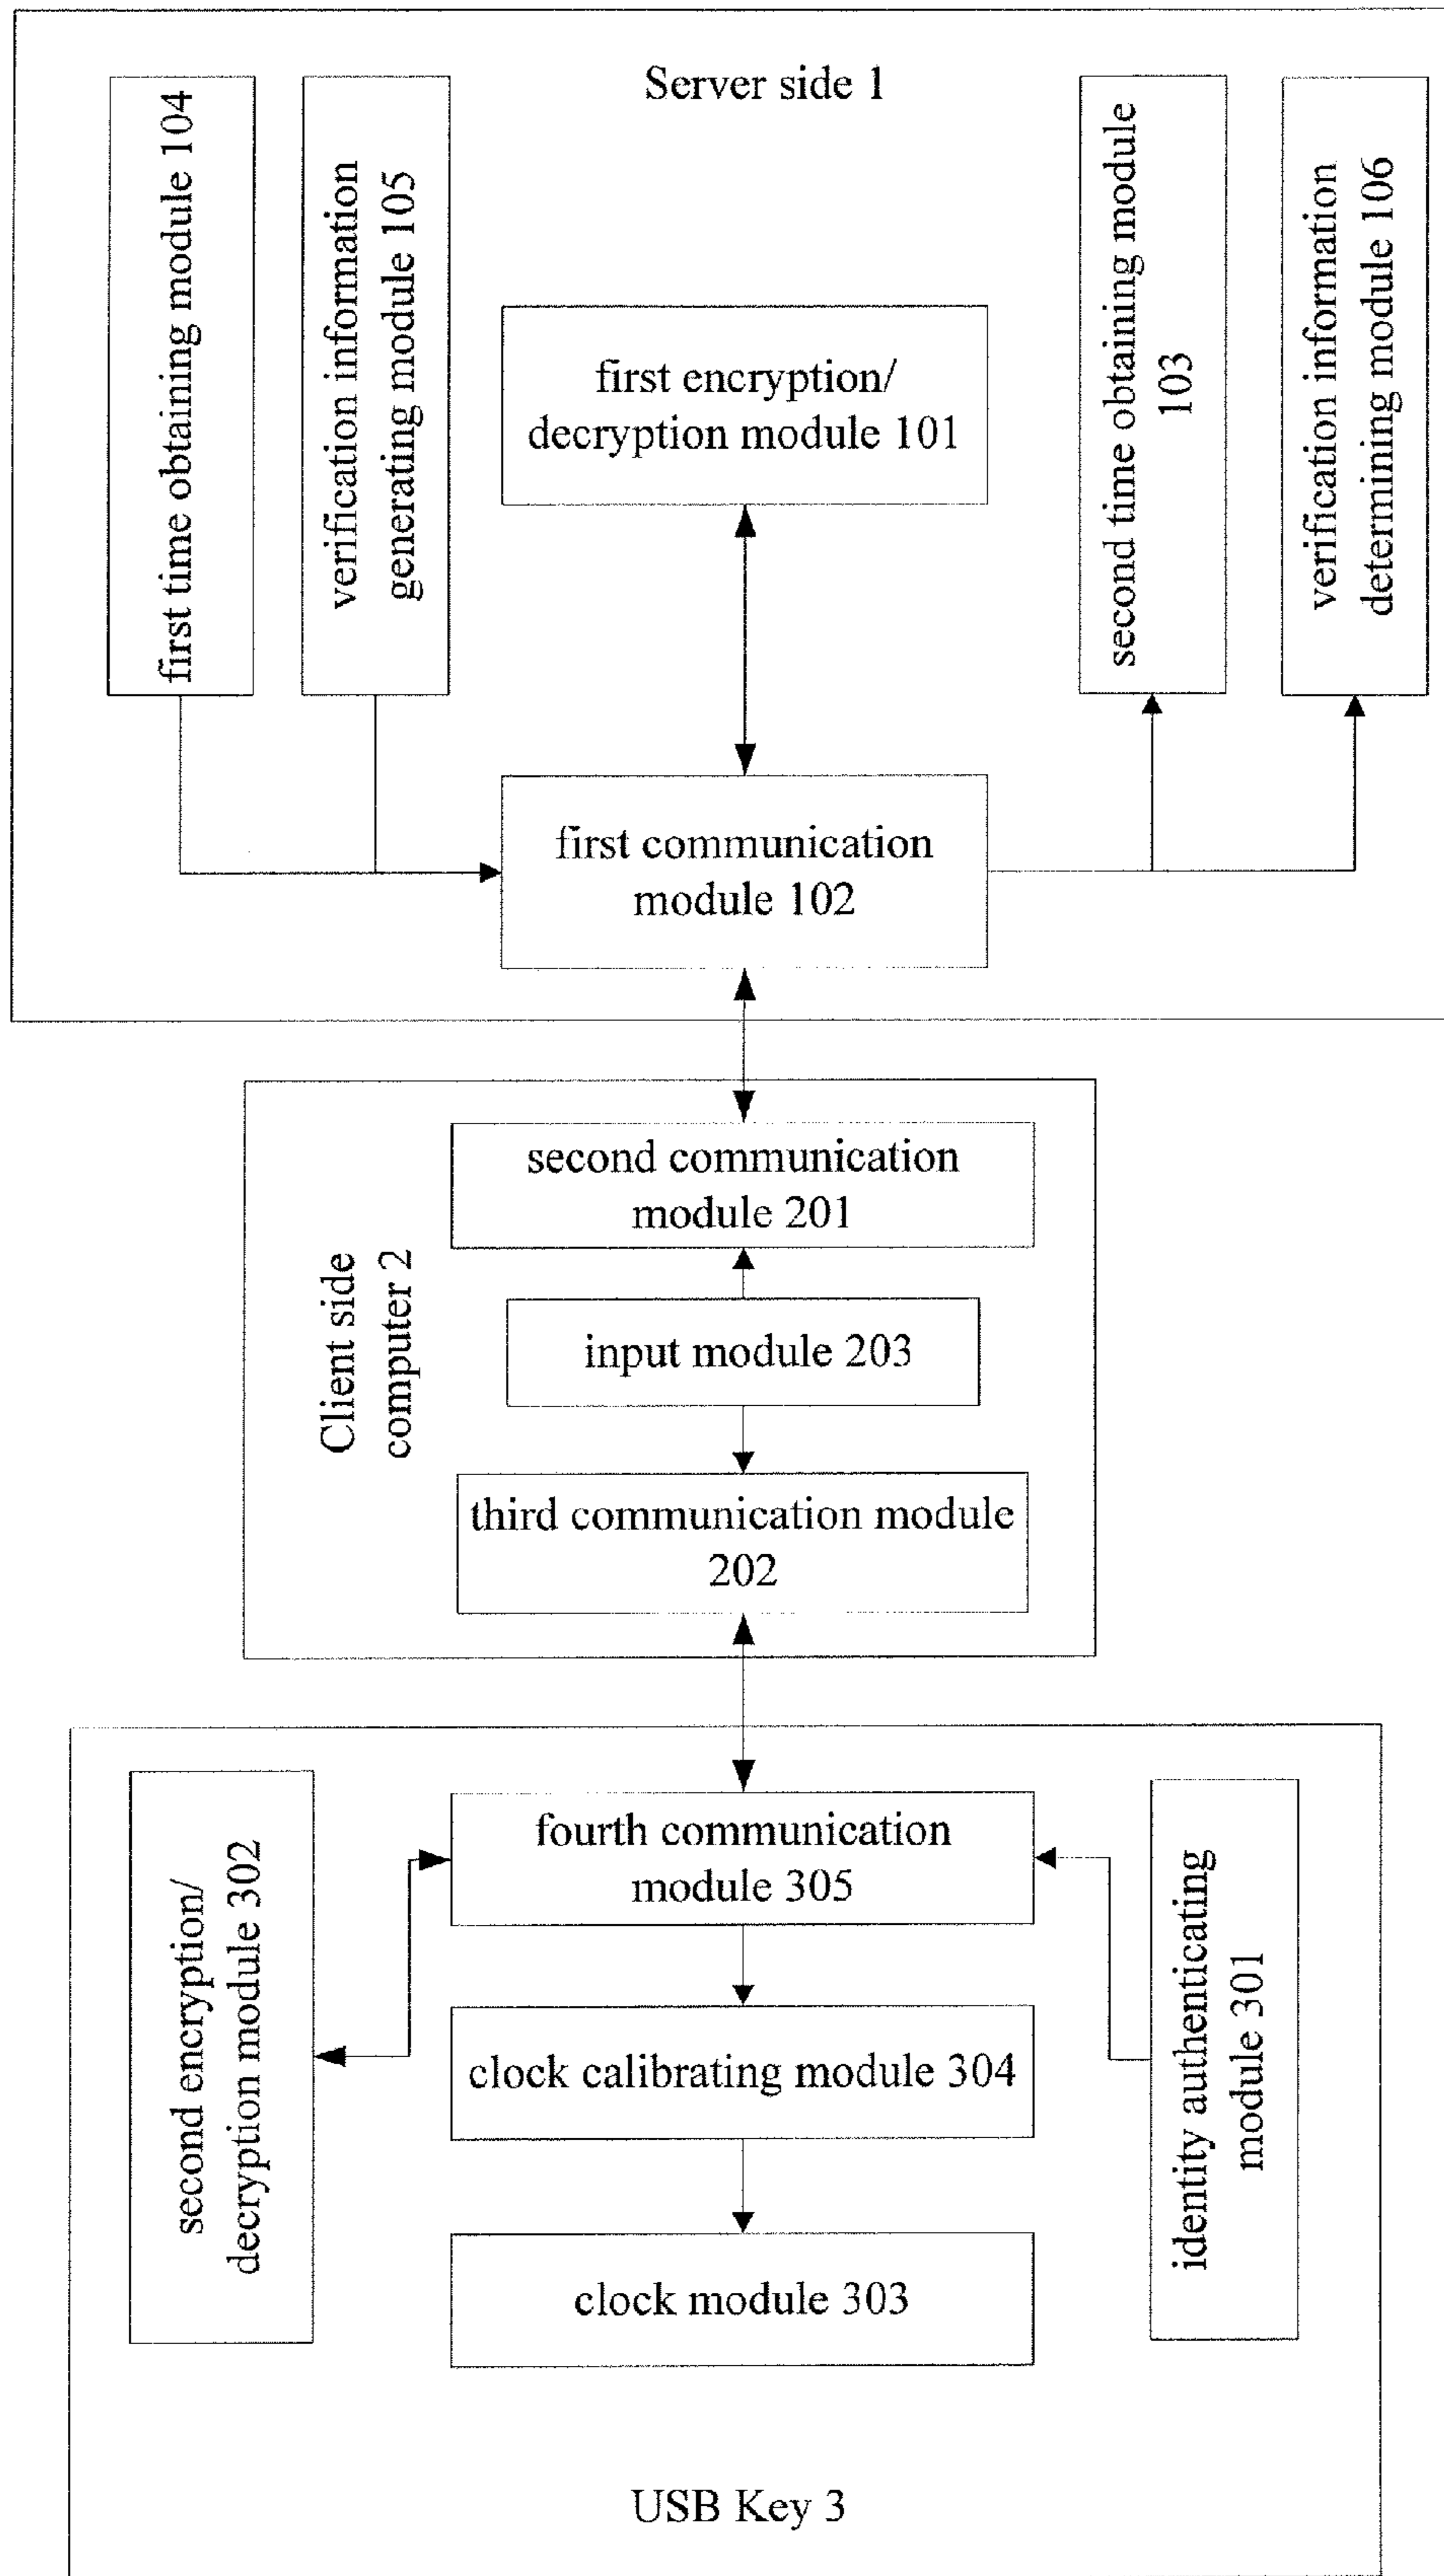 Server side 1
first time obtaining module 104
verification information
generating module 105
first encryption/
decryption module 101
second time obtaining module
103
verification information
determining module 106
first communication
module 102
second communication
module 201
Client side
computer 2
input module 203
third communication module
202
fourth communication
module 305
second encryption/
decryption module 302
identity authenticating
module 301
clock calibrating module 304
clock module 303
USB Key 3